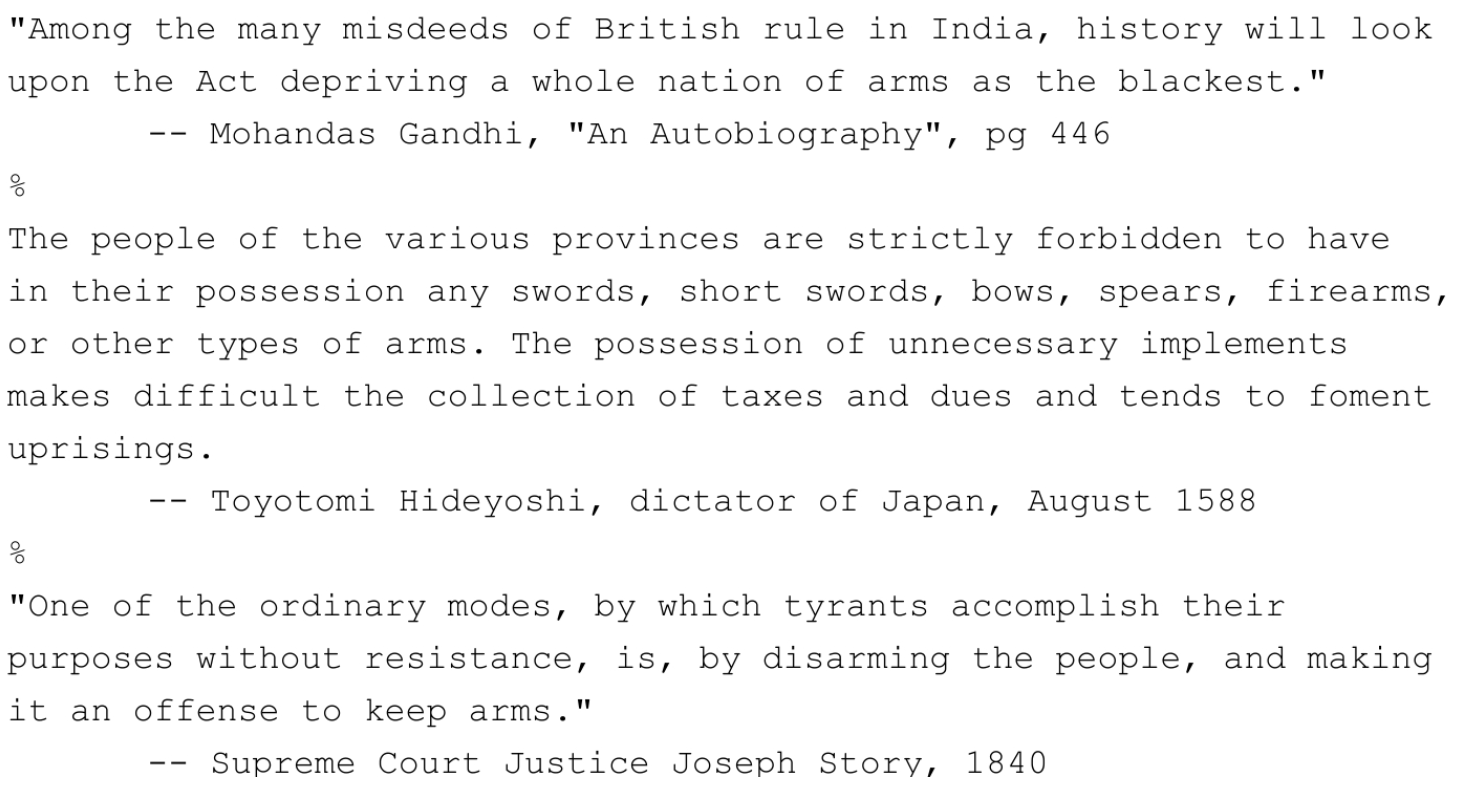 "Among the many misdeeds of British rule in India, history will look
upon the Act depriving a whole nation of arms as the blackest."
-- Mohandas Gandhi, "An Autobiography", pg 446
%
The people of the various provinces are strictly forbidden to have
in their possession any swords, short swords, bows, spears, firearms,
or other types of arms. The possession of unnecessary implements
makes difficult the collection of taxes and dues and tends to foment
uprisings.
-- Toyotomi Hideyoshi, dictator of Japan, August 1588
%
"One of the ordinary modes, by which tyrants accomplish their
purposes without resistance, is, by disarming the people, and making
it an offense to keep arms."
-- Supreme Court Justice Joseph Story, 1840